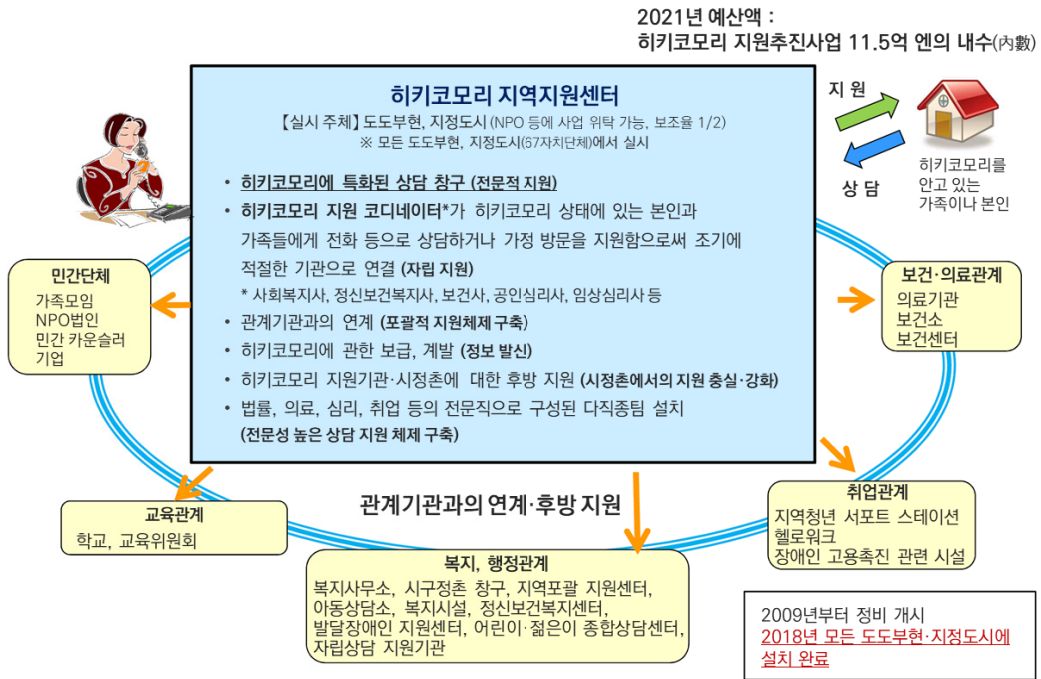 2021년 예산액 :
히키코모리 지원추진사업 11.5억 엔의 내수(內數)
히키코모리 지역지원센터
【실시 주체】 도도부현, 지정도시 (NPO 등에 사업 위탁 가능, 보조율 1/2)
※ 모든 도도부현, 지정도시(67자치단체)에서 실시
• 히키코모리에 특화된 상담 창구 (전문적 지원)
• 히키코모리 지원 코디네이터*가 히키코모리 상태에 있는 본인과
가족들에게 전화 등으로 상담하거나 가정 방문을 지원함으로써 조기에
적절한 기관으로 연결 (자립 지원)
* 사회복지사, 정신보건복지사, 보건사, 공인심리사, 임상심리사 등
• 관계기관과의 연계 (포괄적 지원체제 구축)
• 히키코모리에 관한 보급, 계발 (정보 발신)
• 히키코모리 지원기관·시정촌에 대한 후방 지원 (시정촌에서의 지원 충실·강화)
• 법률, 의료, 심리, 취업 등의 전문직으로 구성된 다직종팀 설치
(전문성 높은 상담 지원 체제 구축)
지 원
상 담
히키코모리를
안고 있는
가족이나 본인
민간단체
가족모임
NPO법인
민간 카운슬러
기업
보건·의료관계
의료기관
보건소
보건센터
관계기관과의 연계·후방 지원
교육관계
학교, 교육위원회
복지, 행정관계
복지사무소, 시구정촌 창구, 지역포괄 지원센터,
아동상담소, 복지시설, 정신보건복지센터,
발달장애인 지원센터, 어린이·젊은이 종합상담센터,
자립상담 지원기관
취업관계
지역청년 서포트 스테이션
헬로워크
장애인 고용촉진 관련 시설
2009년부터 정비 개시
2018년 모든 도도부현·지정도시에
설치 완료